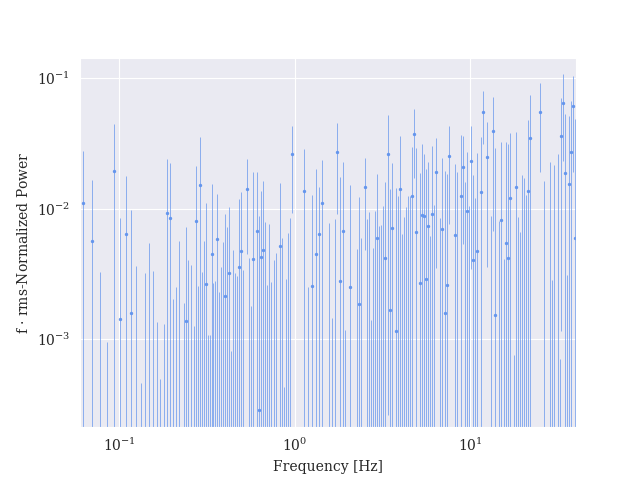 f · rms-Normalized Power
10⁻¹
10⁻²
10⁻³
10⁻¹ 10⁰ 10¹
Frequency [Hz]